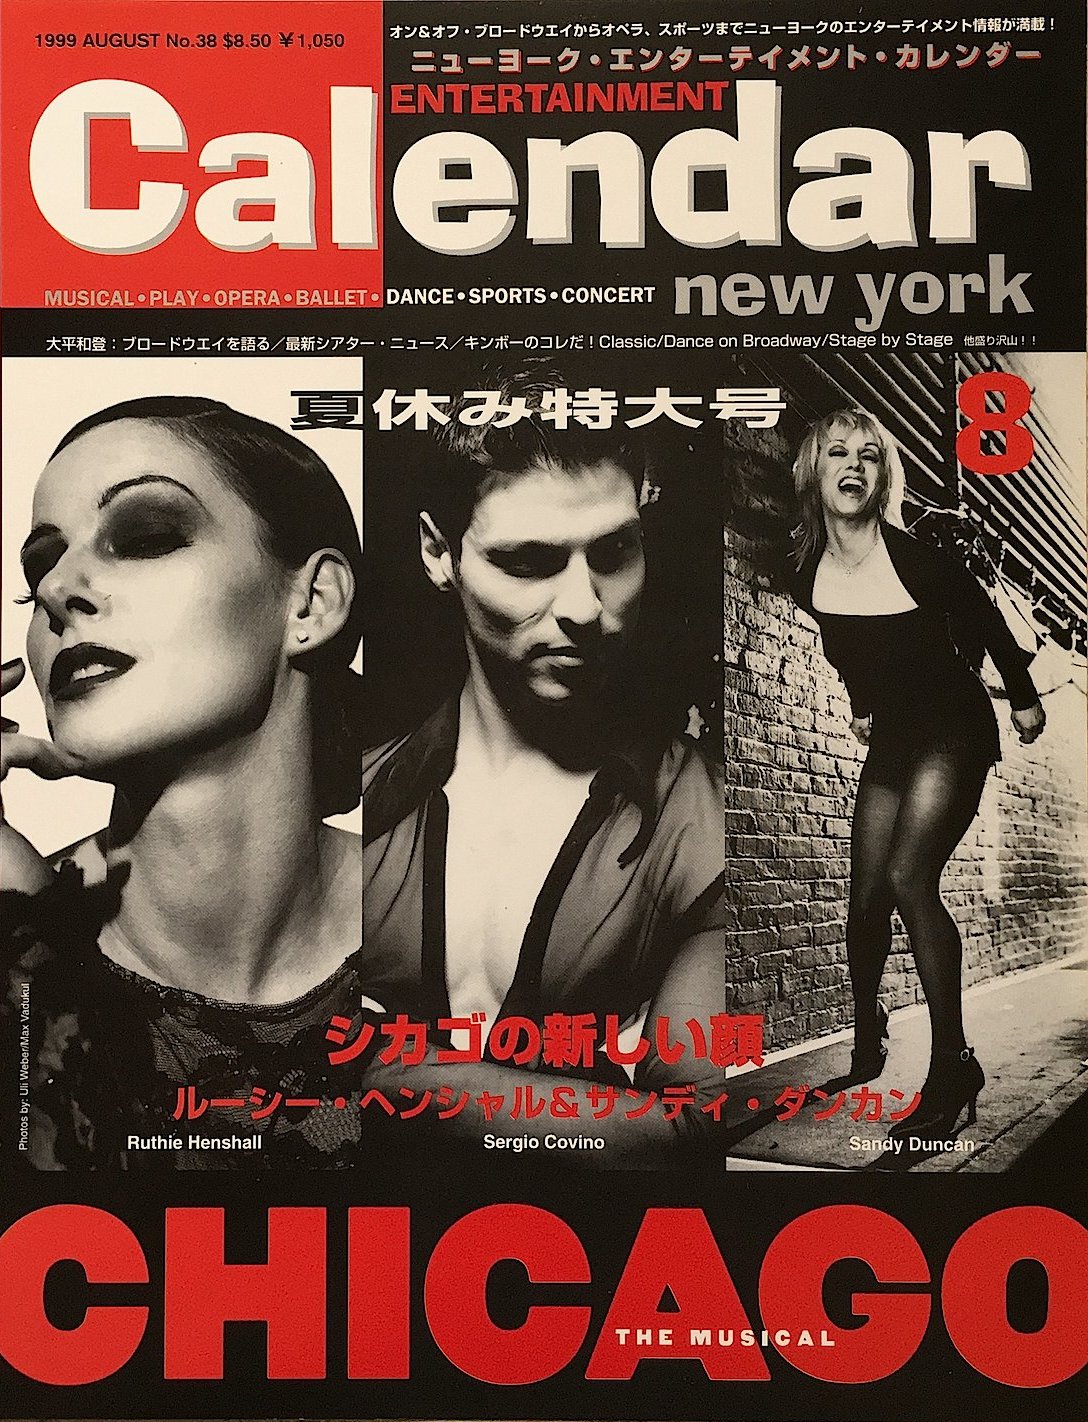 1999 AUGUST No.38 $8.50 ¥1,050
オン&オフ・ブロードウエイからオペラ、スポーツまでニューヨークのエンターテイメント情報が満載！
ニューヨーク・エンターテイメント・カレンダー
ENTERTAINMENT
Calendar
new york
MUSICAL•PLAY•OPERA•BALLET•DANCE•SPORTS•CONCERT
大平和登：ブロードウエイを語る／最新シアター・ニュース／キンボーのコレだ！Classic/Dance on Broadway/Stage by Stage 他盛り沢山！！
夏休み特大号
8
Photos by: Uli Weber/Max Vadukul
シカゴの新しい顔
ルーシー・ヘンシャル&サンディ・ダンカン
Ruthie Henshall
Sergio Covino
Sandy Duncan
CHICAGO
THE MUSICAL